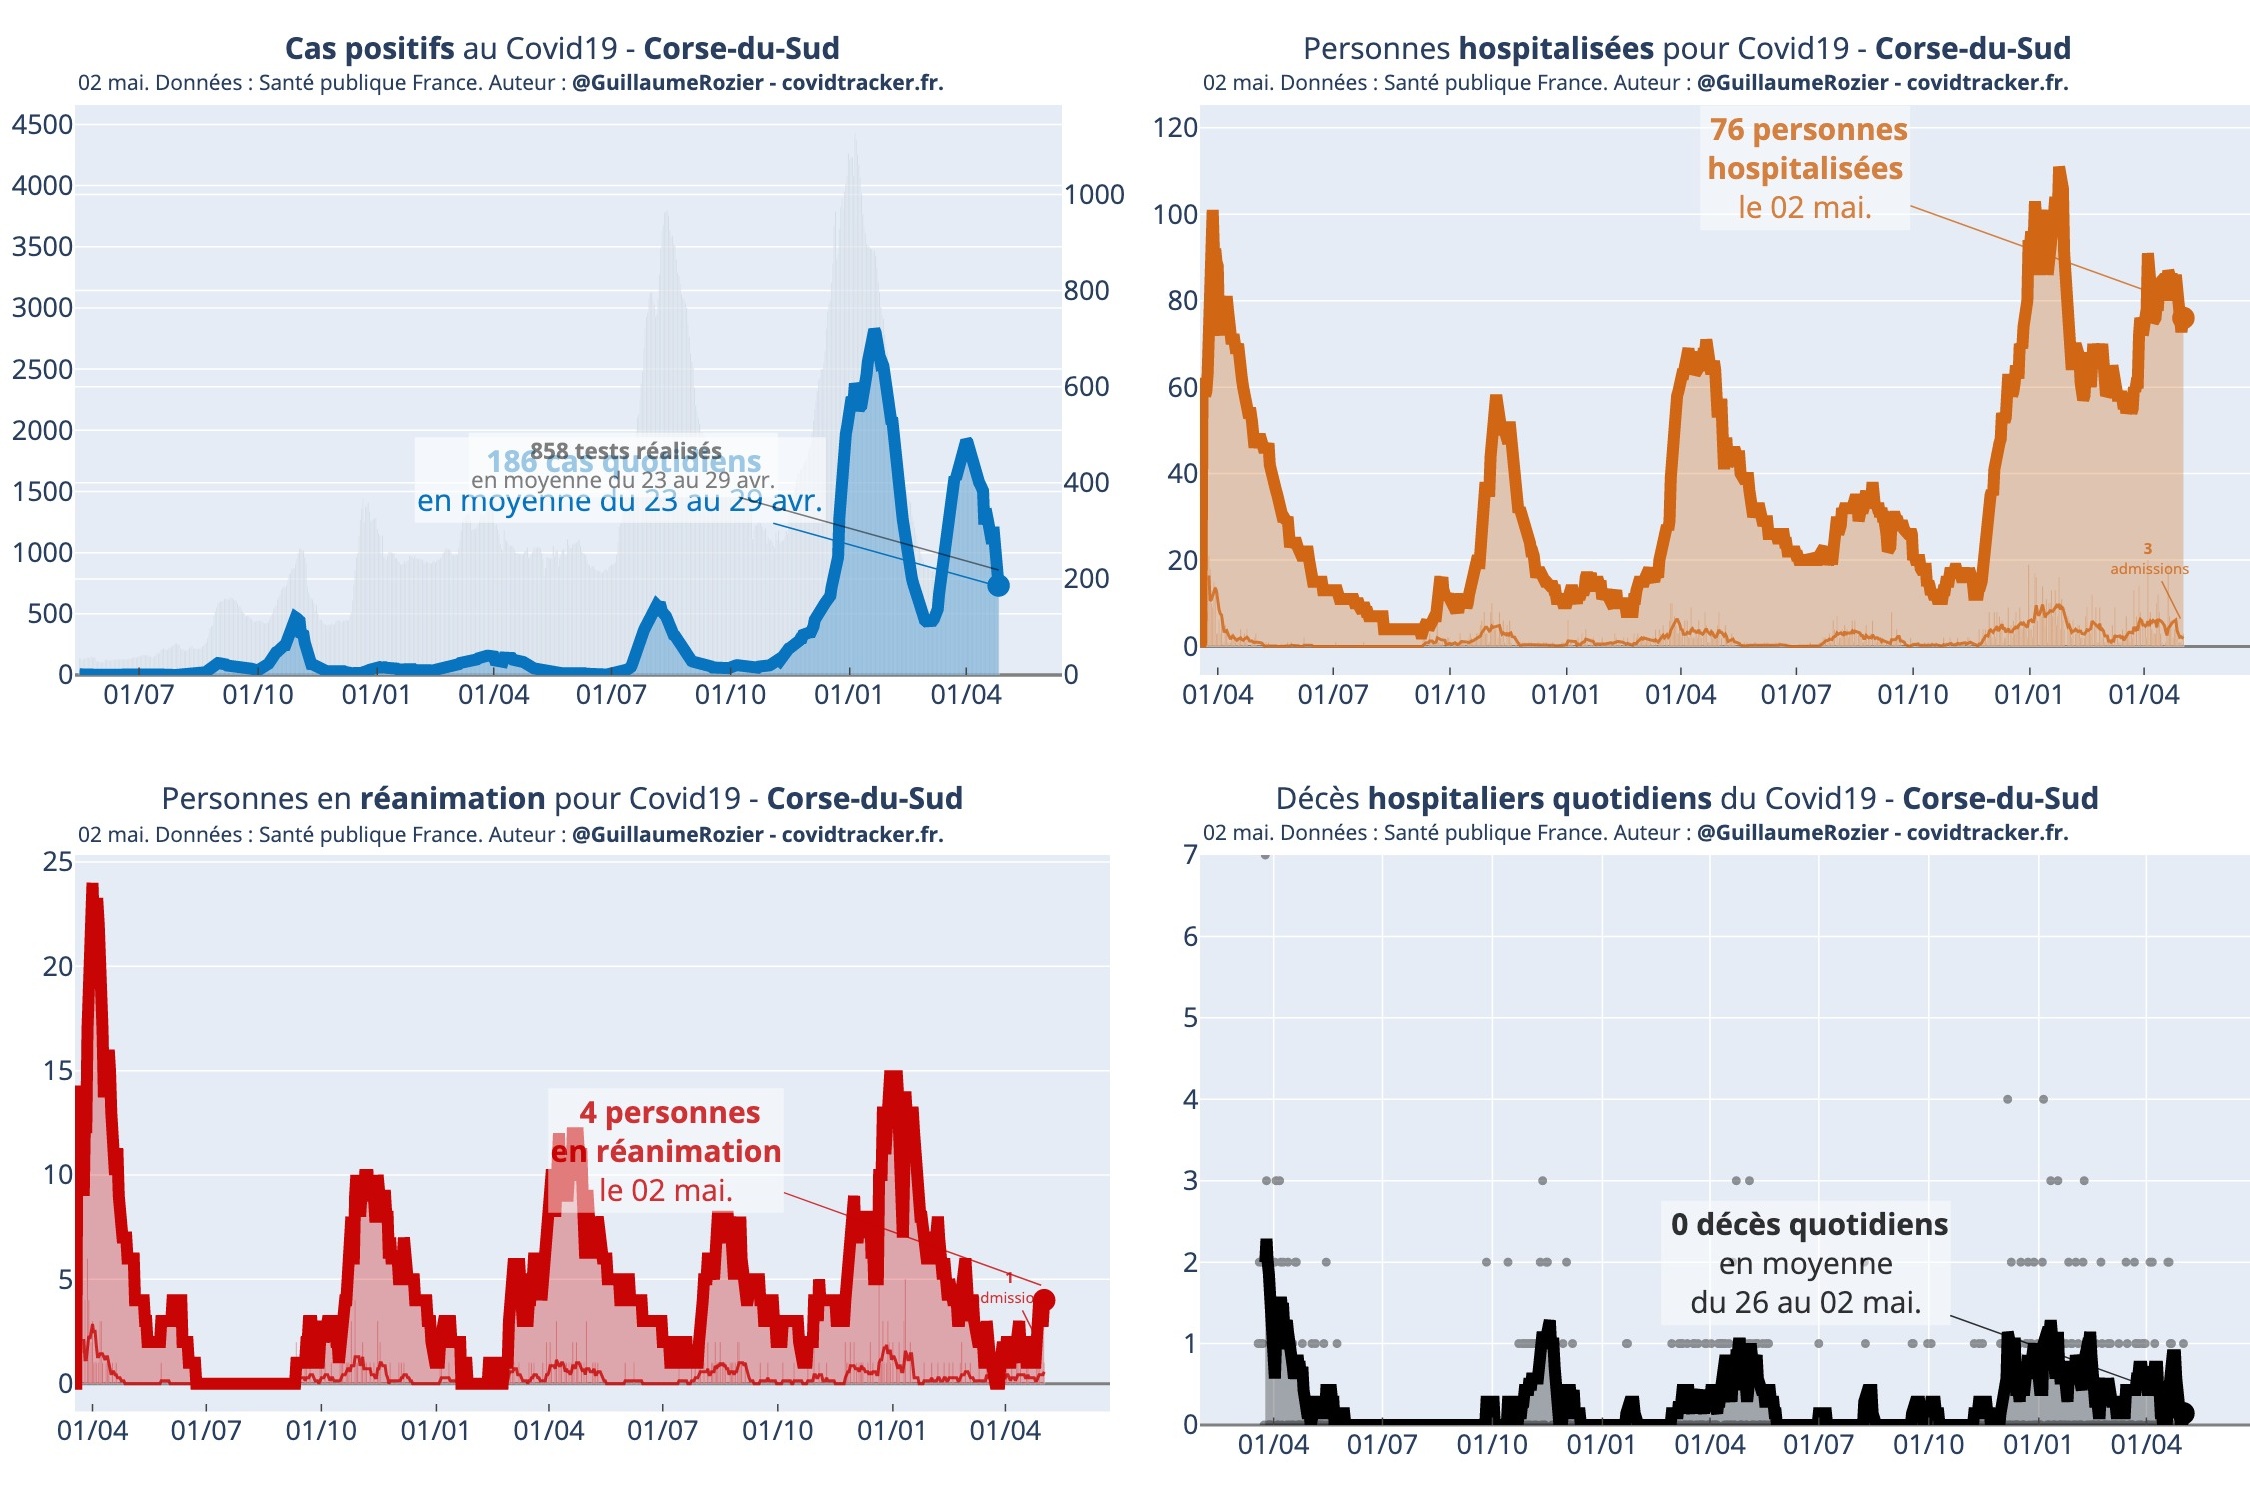 Cas positifs au Covid19 - Corse-du-Sud
02 mai. Données : Santé publique France. Auteur : @GuillaumeRozier - covidtracker.fr.
4500
4000
3500
3000
2500
2000
1500
1000
500
0
1000
800
600
400
200
0
858 tests réalisés
186 cas quotidiens
en moyenne du 23 au 29 avr.
en moyenne du 23 au 29 avr.
01/07 01/10 01/01 01/04 01/07 01/10 01/01 01/04
Personnes hospitalisées pour Covid19 - Corse-du-Sud
02 mai. Données : Santé publique France. Auteur : @GuillaumeRozier - covidtracker.fr.
120
100
80
60
40
20
0
76 personnes
hospitalisées
le 02 mai.
3
admissions
01/04 01/07 01/10 01/01 01/04 01/07 01/10 01/01 01/04
Personnes en réanimation pour Covid19 - Corse-du-Sud
02 mai. Données : Santé publique France. Auteur : @GuillaumeRozier - covidtracker.fr.
25
20
15
10
5
0
4 personnes
en réanimation
le 02 mai.
1
dmissio
01/04 01/07 01/10 01/01 01/04 01/07 01/10 01/01 01/04
Décès hospitaliers quotidiens du Covid19 - Corse-du-Sud
02 mai. Données : Santé publique France. Auteur : @GuillaumeRozier - covidtracker.fr.
7
6
5
4
3
2
1
0
0 décès quotidiens
en moyenne
du 26 au 02 mai.
01/04 01/07 01/10 01/01 01/04 01/07 01/10 01/01 01/04